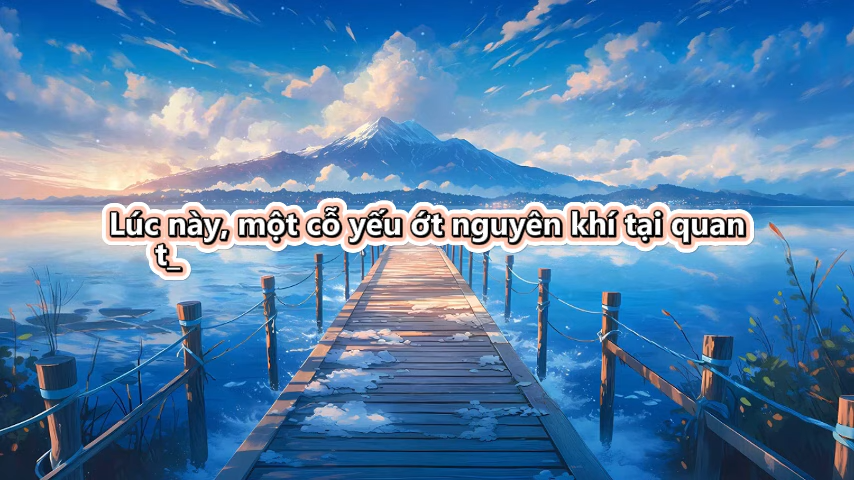 Lúc này, một cỗ yếu ớt nguyên khí tại quan
t_